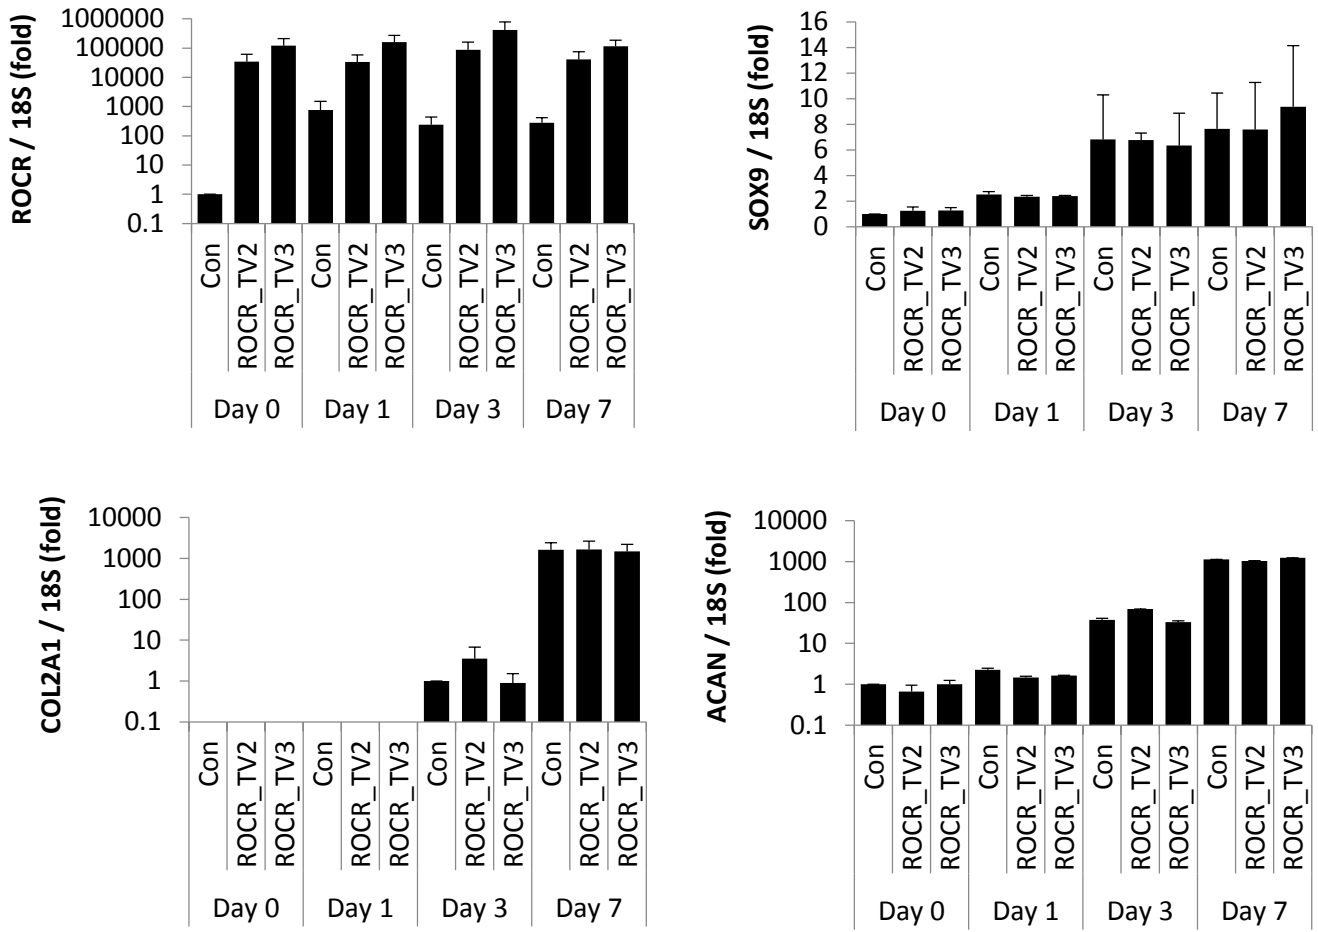 ROCR / 18S (fold)
1000000
100000
10000
1000
100
10
1
0.1
Con
ROCR_TV2
ROCR_TV3
Con
ROCR_TV2
ROCR_TV3
Con
ROCR_TV2
ROCR_TV3
Con
ROCR_TV2
ROCR_TV3
Day 0
Day 1
Day 3
Day 7
SOX9 / 18S (fold)
16
14
12
10
8
6
4
2
0
Con
ROCR_TV2
ROCR_TV3
Con
ROCR_TV2
ROCR_TV3
Con
ROCR_TV2
ROCR_TV3
Con
ROCR_TV2
ROCR_TV3
Day 0
Day 1
Day 3
Day 7
COL2A1 / 18S (fold)
10000
1000
100
10
1
0.1
Con
ROCR_TV2
ROCR_TV3
Con
ROCR_TV2
ROCR_TV3
Con
ROCR_TV2
ROCR_TV3
Con
ROCR_TV2
ROCR_TV3
Day 0
Day 1
Day 3
Day 7
ACAN / 18S (fold)
10000
1000
100
10
1
0.1
Con
ROCR_TV2
ROCR_TV3
Con
ROCR_TV2
ROCR_TV3
Con
ROCR_TV2
ROCR_TV3
Con
ROCR_TV2
ROCR_TV3
Day 0
Day 1
Day 3
Day 7